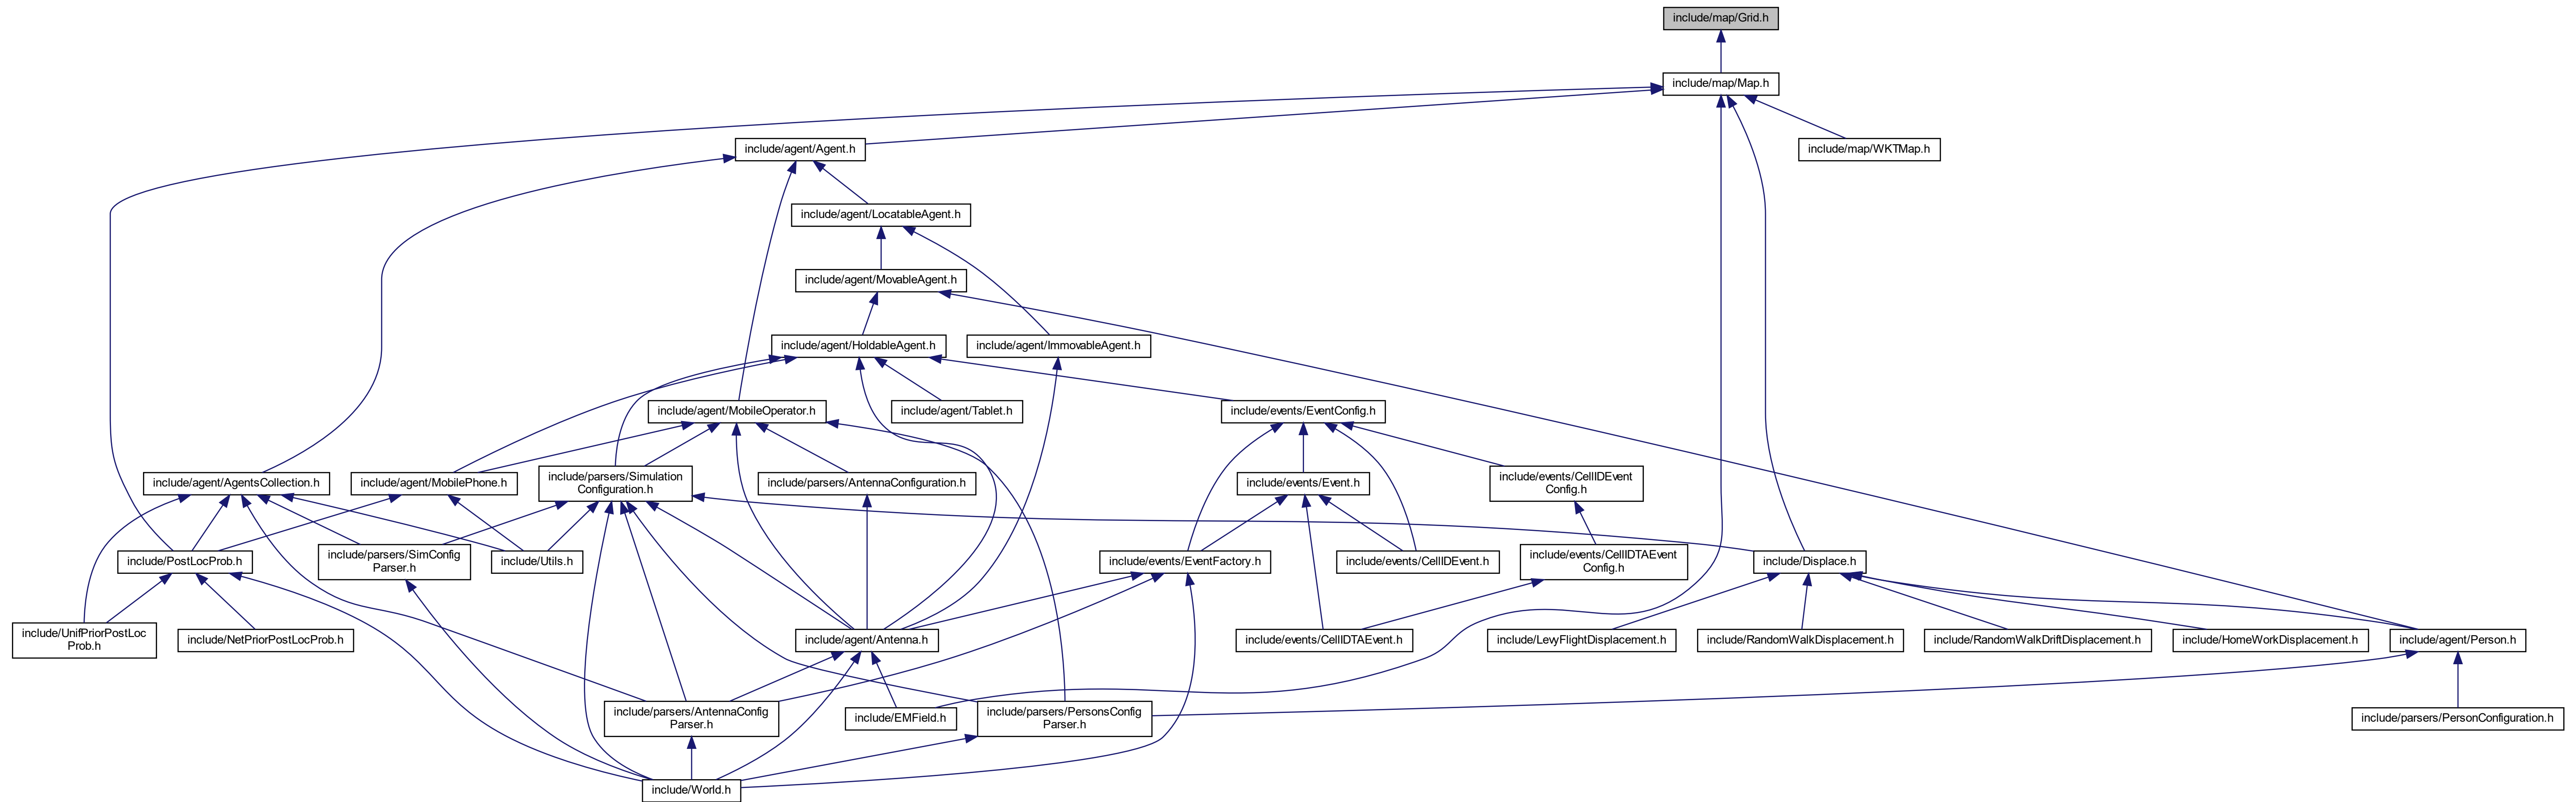 include/map/Grid.h
include/map/Map.h
include/agent/Agent.h
include/map/WKTMap.h
include/agent/LocatableAgent.h
include/agent/MovableAgent.h
include/agent/HoldableAgent.h
include/agent/ImmovableAgent.h
include/agent/MobileOperator.h
include/agent/Tablet.h
include/events/EventConfig.h
include/agent/AgentsCollection.h
include/agent/MobilePhone.h
include/parsers/Simulation
Configuration.h
include/parsers/AntennaConfiguration.h
include/events/Event.h
include/events/CellIDEvent
Config.h
include/PostLocProb.h
include/parsers/SimConfig
Parser.h
include/Utils.h
include/events/EventFactory.h
include/events/CellIDEvent.h
include/events/CellIDTAEvent
Config.h
include/Displace.h
include/UnifPriorPostLoc
Prob.h
include/NetPriorPostLocProb.h
include/agent/Antenna.h
include/events/CellIDTAEvent.h
include/LevyFlightDisplacement.h
include/RandomWalkDisplacement.h
include/RandomWalkDriftDisplacement.h
include/HomeWorkDisplacement.h
include/agent/Person.h
include/parsers/AntennaConfig
Parser.h
include/EMField.h
include/parsers/PersonsConfig
Parser.h
include/parsers/PersonConfiguration.h
include/World.h